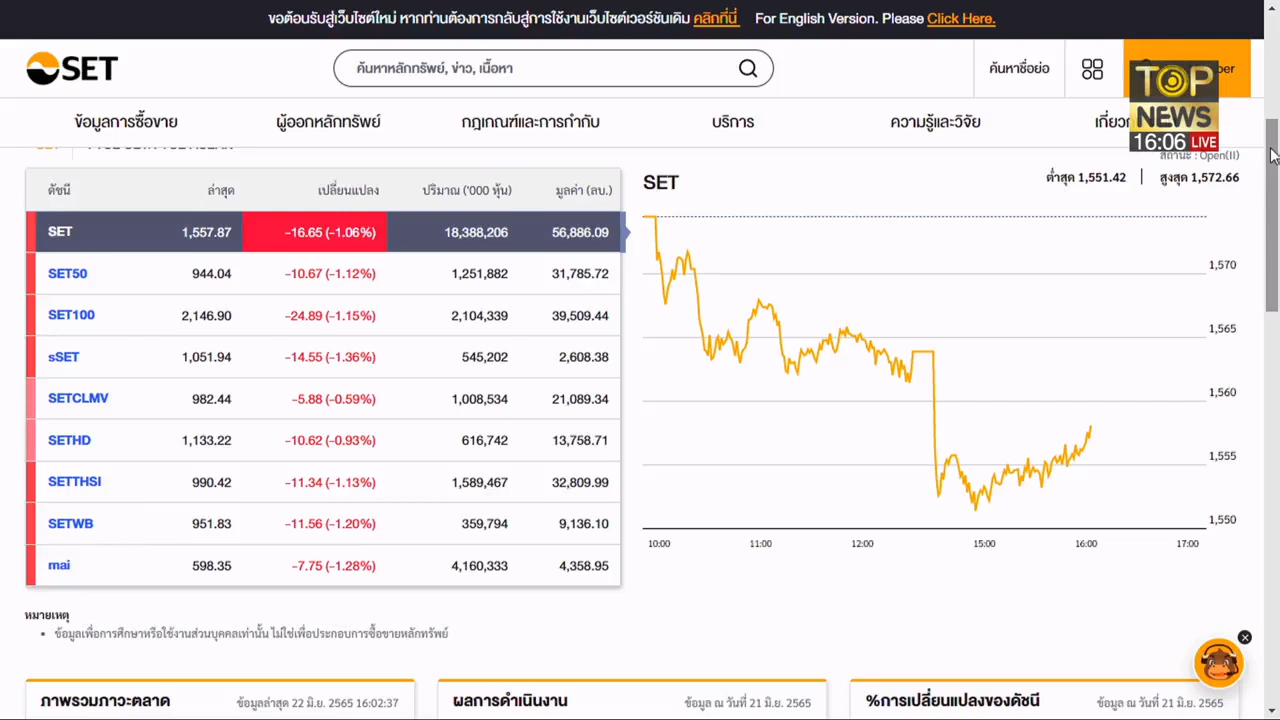 ขอต้อนรับสู่เว็บไซต์ใหม่ หากท่านต้องการกลับสู่การใช้งานเว็บไซต์เวอร์ชันเดิม คลิกที่นี่ For English Version. Please Click Here.
SET
ค้นหาหลักทรัพย์, ข่าว, เนื้อหา
ค้นหาชื่อย่อ
TOP
NEWS
16:06 LIVE
ข้อมูลการซื้อขาย ผู้ออกหลักทรัพย์ กฎเกณฑ์และการกำกับ บริการ ความรู้และวิจัย
สถานะ : Open(II)
ดัชนี ล่าสุด เปลี่ยนแปลง ปริมาณ ('000 หุ้น) มูลค่า (ลบ.)
SET 1,557.87 -16.65 (-1.06%) 18,388,206 56,886.09
SET50 944.04 -10.67 (-1.12%) 1,251,882 31,785.72
SET100 2,146.90 -24.89 (-1.15%) 2,104,339 39,509.44
sSET 1,051.94 -14.55 (-1.36%) 545,202 2,608.38
SETCLMV 982.44 -5.88 (-0.59%) 1,008,534 21,089.34
SETHD 1,133.22 -10.62 (-0.93%) 616,742 13,758.71
SETTHSI 990.42 -11.34 (-1.13%) 1,589,467 32,809.99
SETWB 951.83 -11.56 (-1.20%) 359,794 9,136.10
mai 598.35 -7.75 (-1.28%) 4,160,333 4,358.95
SET ต่ำสุด 1,551.42 สูงสุด 1,572.66
1,570
1,565
1,560
1,555
1,550
10:00 11:00 12:00 15:00 16:00 17:00
หมายเหตุ
• ข้อมูลเพื่อการศึกษาหรือใช้งานส่วนบุคคลเท่านั้น ไม่ใช่เพื่อประกอบการซื้อขายหลักทรัพย์
ภาพรวมภาวะตลาด ข้อมูลล่าสุด 22 มิ.ย. 2565 16:02:37
ผลการดำเนินงาน ข้อมูล ณ วันที่ 21 มิ.ย. 2565
%การเปลี่ยนแปลงของดัชนี ข้อมูล ณ วันที่ 21 มิ.ย. 2565